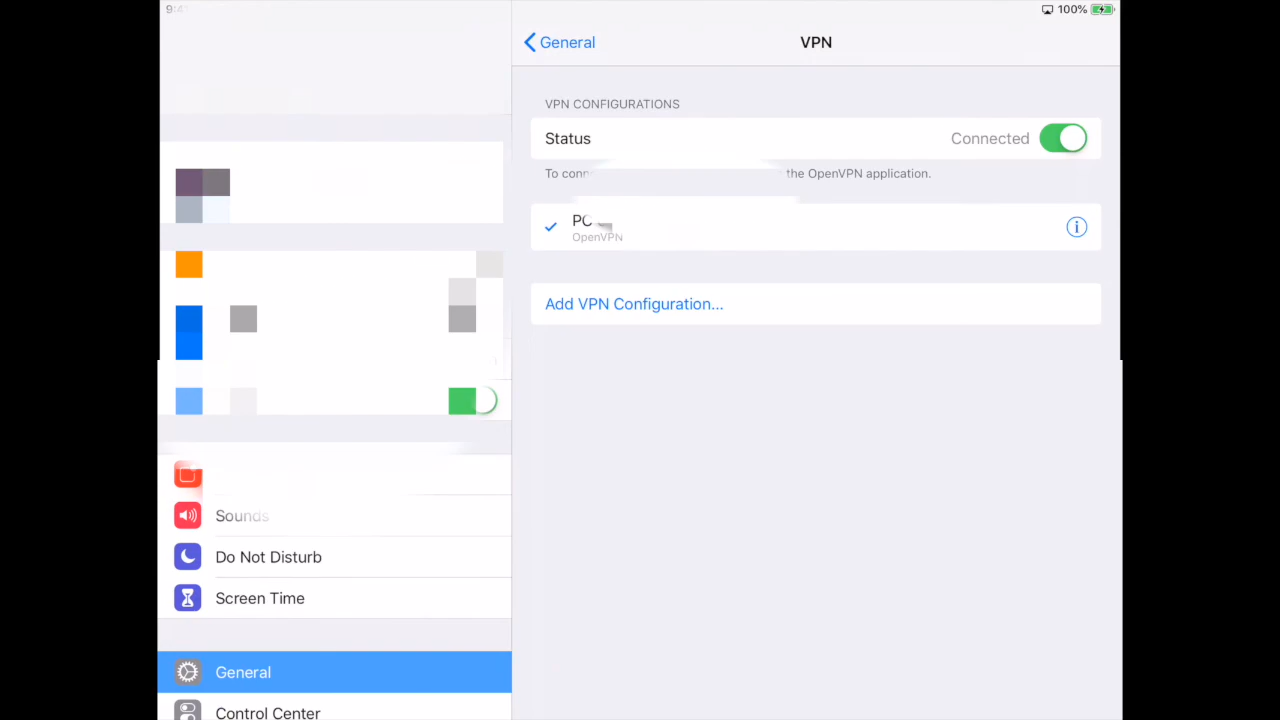 100%
General
VPN
VPN CONFIGURATIONS
Status
Connected
To the OpenVPN application.
OpenVPN
Add VPN Configuration...
Sounds
Do Not Disturb
Screen Time
General
Control Center